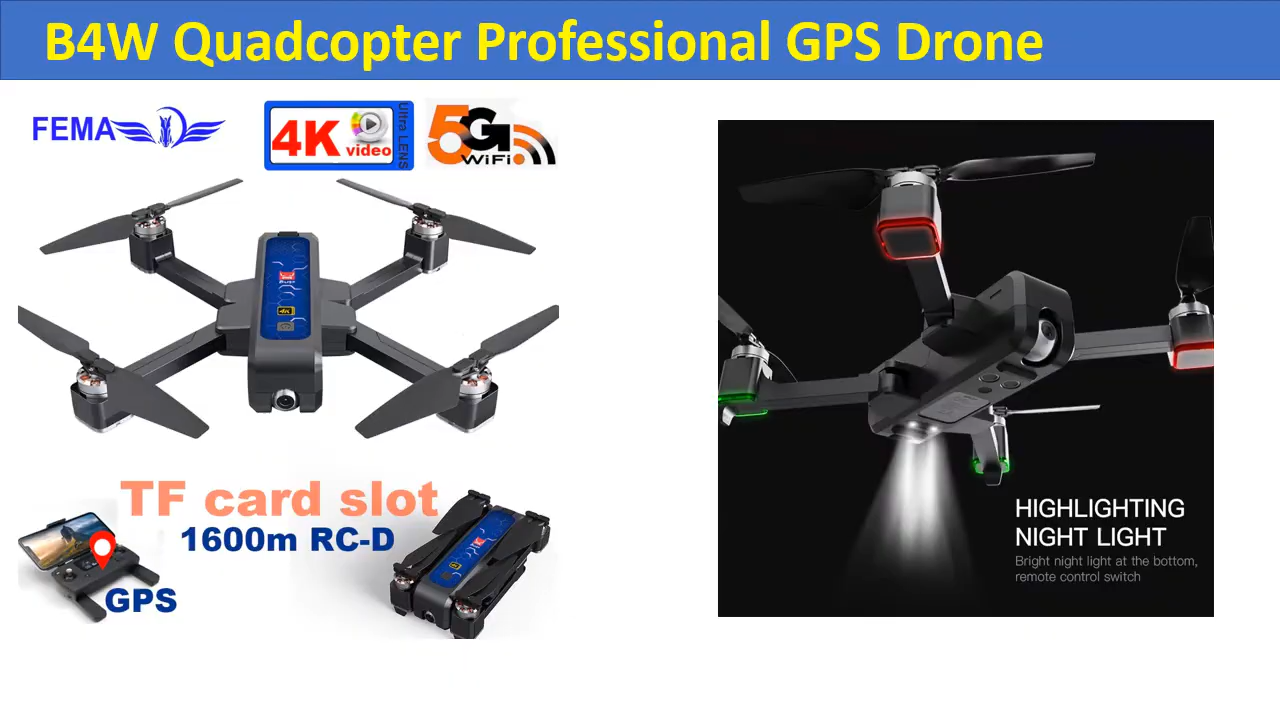 B4W Quadcopter Professional GPS Drone
FEMA
4K video
Ultra LENS
5G
WiFi
4K
TF card slot
1600m RC-D
GPS
HIGHLIGHTING
NIGHT LIGHT
Bright night light at the bottom,
remote control switch